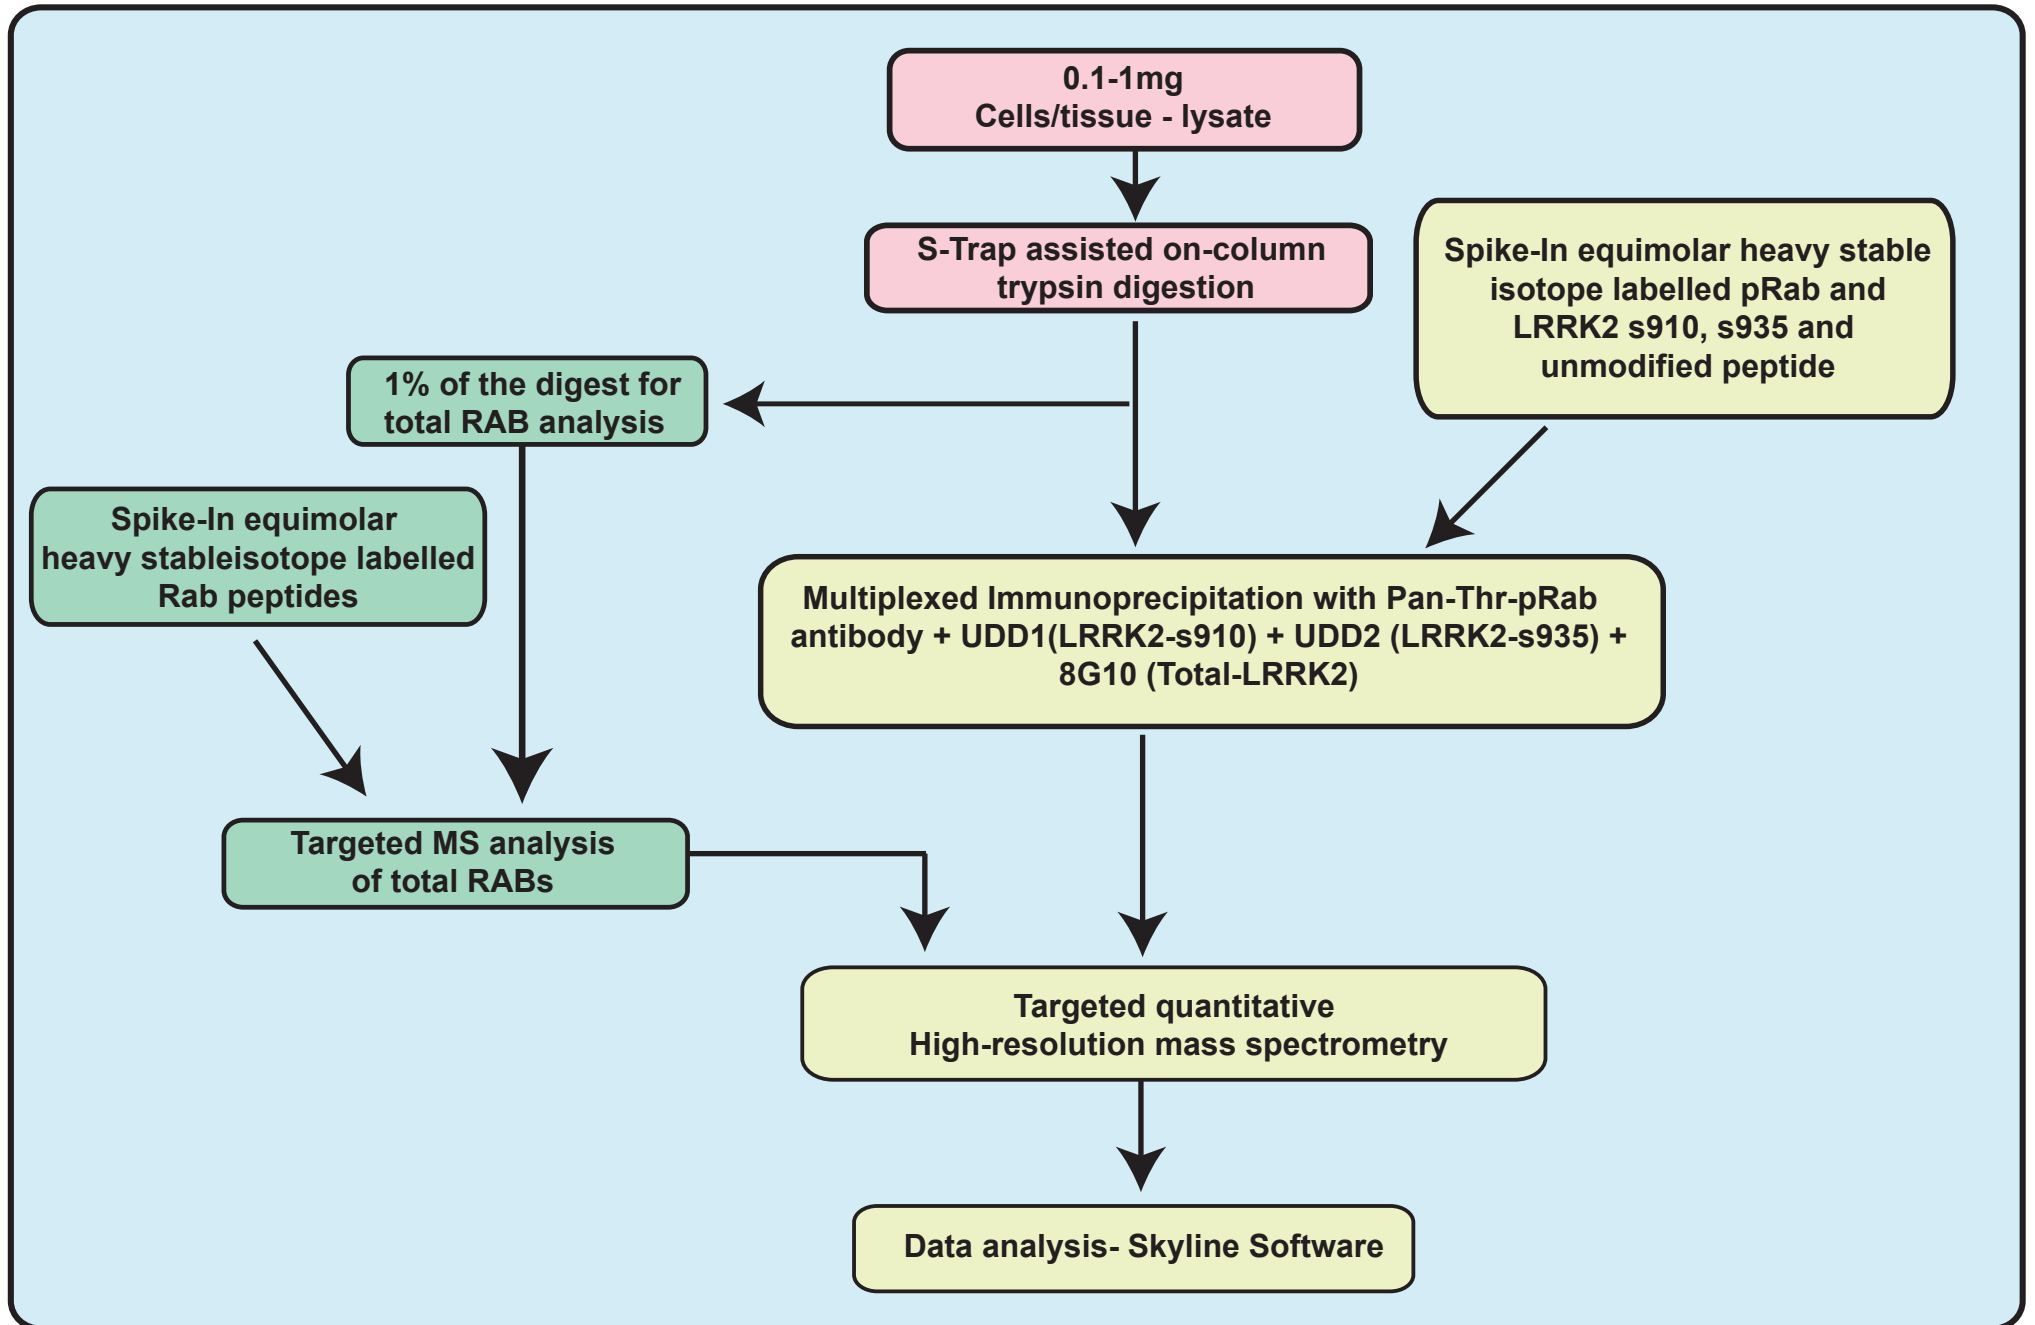 0.1-1mg
Cells/tissue - lysate
S-Trap assisted on-column
trypsin digestion
Spike-In equimolar heavy stable
isotope labelled pRab and
LRRK2 s910, s935 and
unmodified peptide
1% of the digest for
total RAB analysis
Spike-In equimolar
heavy stableisotope labelled
Rab peptides
Multiplexed Immunoprecipitation with Pan-Thr-pRab
antibody + UDD1(LRRK2-s910) + UDD2 (LRRK2-s935) +
8G10 (Total-LRRK2)
Targeted MS analysis
of total RABs
Targeted quantitative
High-resolution mass spectrometry
Data analysis- Skyline Software